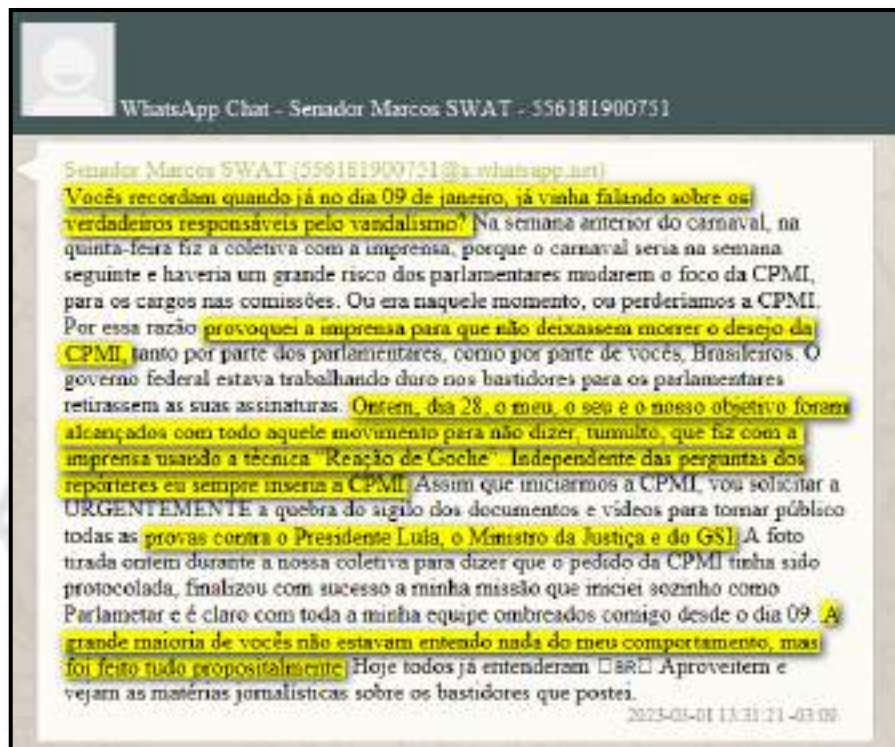 WhatsApp Chat - Senador Marcos SWAT - 556181900751
Senador Marcos SWAT (556181900751@s.whatsapp.net)
Vocês recordam quando já no dia 09 de janeiro, já vinha falando sobre os
verdadeiros responsáveis pelo vandalismo? Na semana anterior do carnaval, na
quinta-feira fiz a coletiva com a imprensa, porque o carnaval seria na semana
seguinte e haveria um grande risco dos parlamentares mudarem o foco da CPMI,
para os cargos nas comissões. Ou era naquele momento, ou perderiamos a CPMI.
Por essa razão provoquei a imprensa para que não deixassem morrer o desejo da
CPMI, tanto por parte dos parlamentares, como por parte de vocês, Brasileiros. O
governo federal estava trabalhando duro nos bastidores para os parlamentares
retirassem as suas assinaturas. Ontem, dia 28, o meu, o seu e o nosso objetivo foram
alcançados com todo aquele movimento para não dizer, tumulto, que fiz com a
imprensa usando a técnica "Reação de Goche". Independente das perguntas dos
repórteres eu sempre inseria a CPMI. Assim que iniciarmos a CPMI, vou solicitar a
URGENTEMENTE a quebra do sigilo dos documentos e vídeos para tornar público
todas as provas contra o Presidente Lula, o Ministro da Justiça e do GSI. A foto
tirada ontem durante a nossa coletiva para dizer que o pedido da CPMI tinha sido
protocolada, finalizou com sucesso a minha missão que iniciei sozinho como
Parlametar e é claro com toda a minha equipe ombreados comigo desde o dia 09. A
grande maioria de vocês não estavam entendo nada do meu comportamento, mas
foi feito tudo propositalmente. Hoje todos já entenderam □BR□ Aproveitem e
vejam as matérias jornalísticas sobre os bastidores que postei.
2023-03-01 13:31:21 -03:00